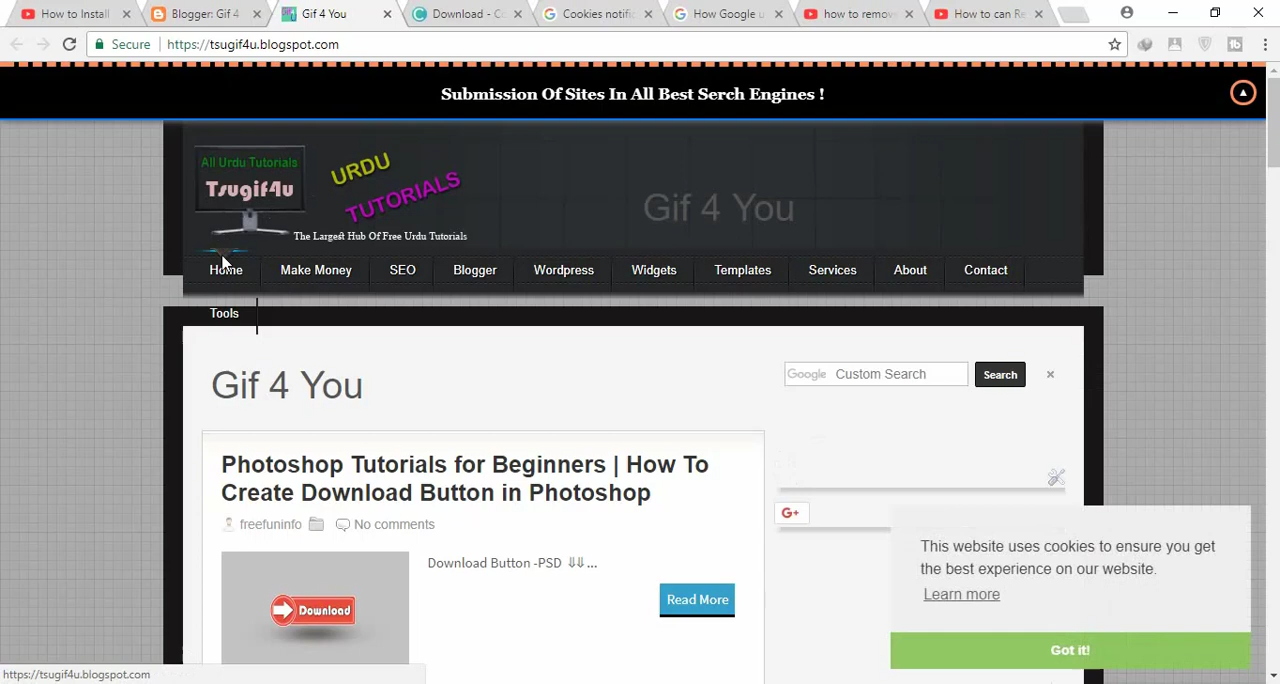 How to Install
Blogger: Gif 4
Gif 4 You
Download - C
Cookies notifi
How Google u
how to remov
How to can Re
Secure
https://tsugif4u.blogspot.com
Submission Of Sites In All Best Serch Engines !
All Urdu Tutorials
Tsugif4u
URDU
TUTORIALS
The Largest Hub Of Free Urdu Tutorials
Gif 4 You
Home
Make Money
SEO
Blogger
Wordpress
Widgets
Templates
Services
About
Contact
Tools
Gif 4 You
Google Custom Search
Search
Photoshop Tutorials for Beginners | How To
Create Download Button in Photoshop
freefuninfo
No comments
Download
Download Button -PSD ⇓⇓...
Read More
G+
This website uses cookies to ensure you get
the best experience on our website.
Learn more
Got it!
https://tsugif4u.blogspot.com